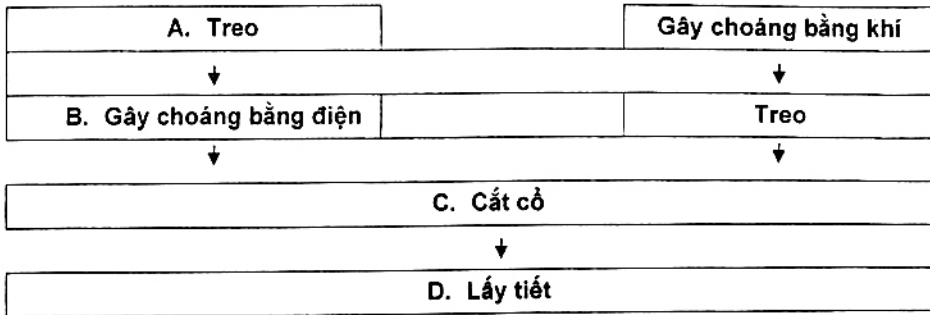 A. Treo
Gây choáng bằng khí
B. Gây choáng bằng điện
Treo
C. Cắt cổ
D. Lấy tiết